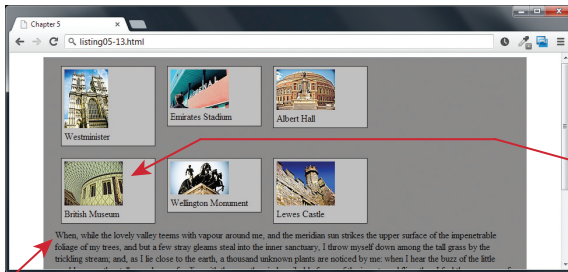 Chapter 5
listing05-13.html
Westminister
Emirates Stadium
Albert Hall
British Museum
Wellington Monument
Lewes Castle
When, while the lovely valley teems with vapour around me, and the meridian sun strikes the upper surface of the impenetrable
foliage of my trees, and but a few stray gleams steal into the inner sanctuary, I throw myself down among the tall grass by the
trickling stream; and, as I lie close to the earth, a thousand unknown plants are noticed by me: when I hear the buzz of the little